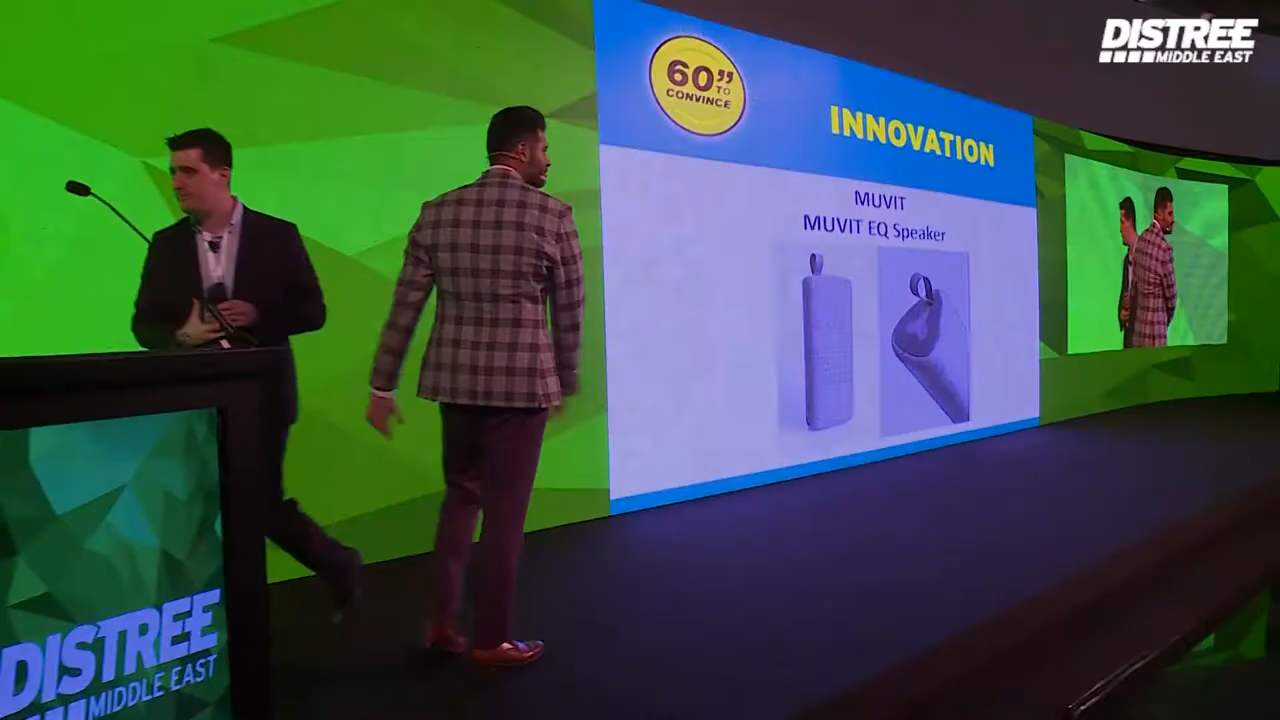 DISTREE
MIDDLE EAST
60”
TO
CONVINCE
INNOVATION
MUVIT
MUVIT EQ Speaker
DISTREE
MIDDLE EAST